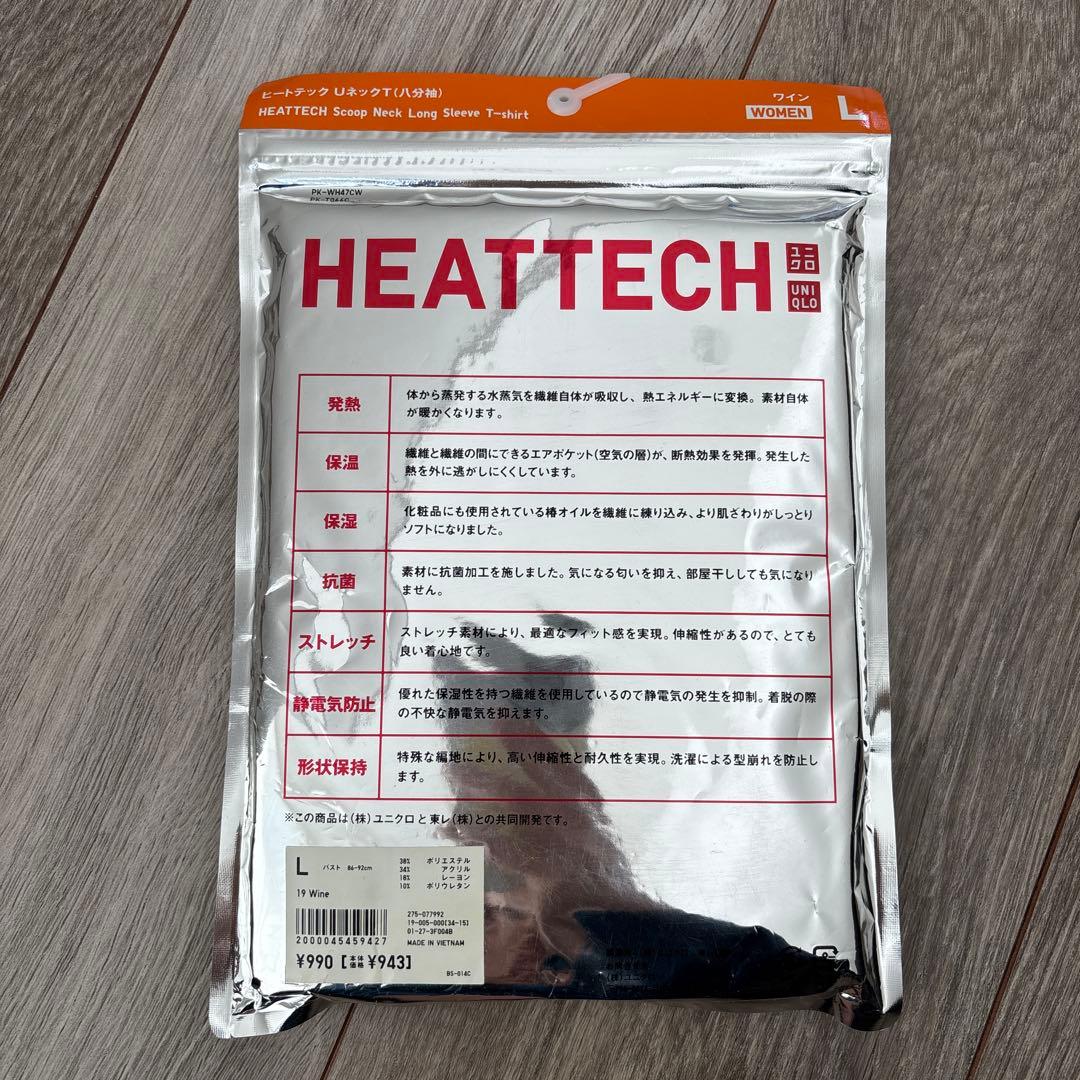 ヒートテック UネックT(八分袖)
HEATTECH Scoop Neck Long Sleeve T-shirt
ワイン
WOMEN
L
PK-WH47CW
HEATTECH
ユニ
クロ
UNI
QLO
発熱
体から蒸発する水蒸気を繊維自体が吸収し、熱エネルギーに変換。素材自体
が暖かくなります。
保温
繊維と繊維の間にできるエアポケット(空気の層)が、断熱効果を発揮。発生した
熱を外に逃がしにくくしています。
保湿
化粧品にも使用されている椿オイルを繊維に練り込み、より肌ざわりがしっとり
ソフトになりました。
抗菌
素材に抗菌加工を施しました。気になる匂いを抑え、部屋干ししても気になり
ません。
ストレッチ
ストレッチ素材により、最適なフィット感を実現。伸縮性があるので、とても
良い着心地です。
静電気防止
優れた保湿性を持つ繊維を使用しているので静電気の発生を抑制。着脱の際
の不快な静電気を抑えます。
形状保持
特殊な編地により、高い伸縮性と耐久性を実現。洗濯による型崩れを防止し
ます。
※この商品は(株)ユニクロと東レ(株)との共同開発です。
L バスト 86-92cm
19 Wine
38% ポリエステル
34% アクリル
18% レーヨン
10% ポリウレタン
275-077992
19-005-000[34-15]
01-27-3F004B
MADE IN VIETNAM
2000045459427
¥990 [本体価格 ¥943]
BS-014C
(株)ユニクロ